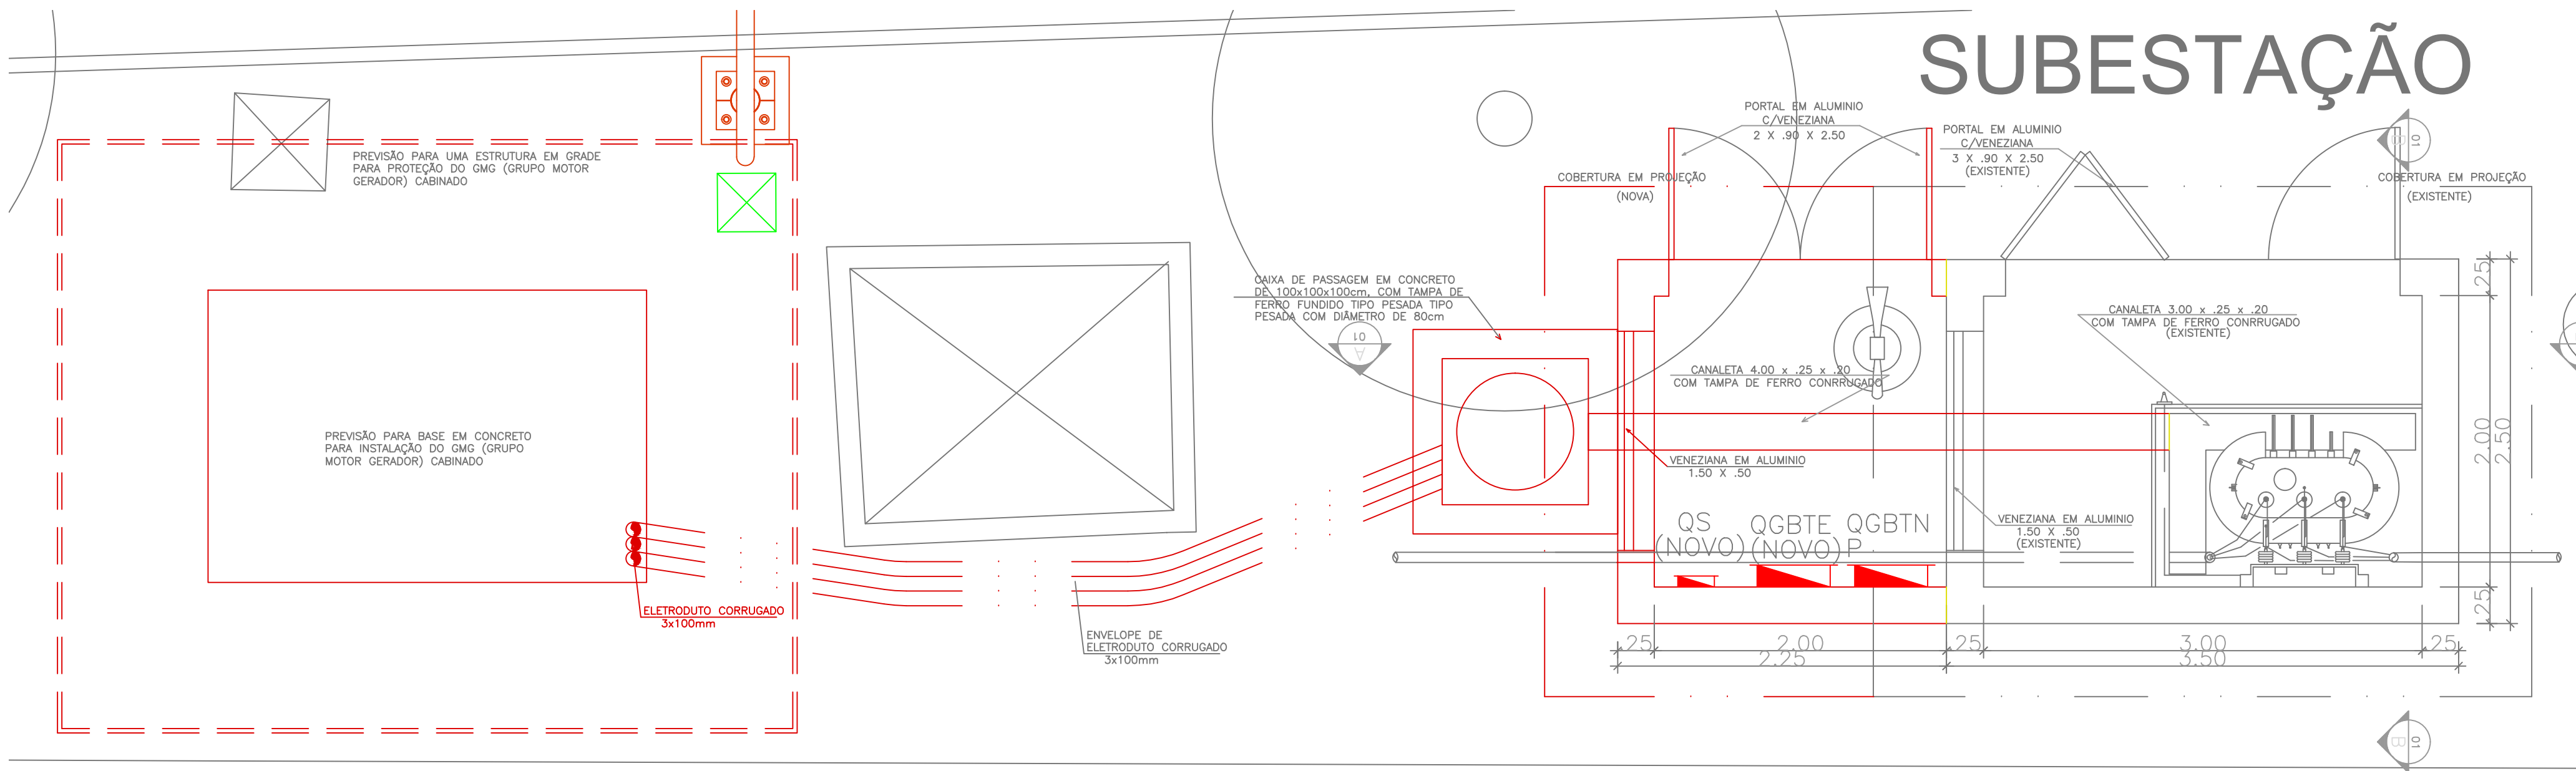 SUBESTAÇÃO
PREVISÃO PARA UMA ESTRUTURA EM GRADE
PARA PROTEÇÃO DO GMG (GRUPO MOTOR
GERADOR) CABINADO
PREVISÃO PARA BASE EM CONCRETO
PARA INSTALAÇÃO DO GMG (GRUPO
MOTOR GERADOR) CABINADO
ELETRODUTO CORRUGADO
3x100mm
ENVELOPE DE
ELETRODUTO CORRUGADO
3x100mm
CAIXA DE PASSAGEM EM CONCRETO
DE 100x100x100cm, COM TAMPA DE
FERRO FUNDIDO TIPO PESADA TIPO
PESADA COM DIÂMETRO DE 80cm
01
A
PORTAL EM ALUMINIO
C/VENEZIANA
2 X .90 X 2.50
PORTAL EM ALUMINIO
C/VENEZIANA
3 X .90 X 2.50
(EXISTENTE)
COBERTURA EM PROJEÇÃO
(NOVA)
COBERTURA EM PROJEÇÃO
(EXISTENTE)
01
B
CANALETA 4.00 x .25 x .20
COM TAMPA DE FERRO CONRRUGADO
CANALETA 3.00 x .25 x .20
COM TAMPA DE FERRO CONRRUGADO
(EXISTENTE)
VENEZIANA EM ALUMINIO
1.50 X .50
VENEZIANA EM ALUMINIO
1.50 X .50
(EXISTENTE)
QS
(NOVO)
QGBTE
(NOVO)
QGBTN
P
.25
2.00
2.50
.25
.25
2.00
.25
3.00
.25
2.25
3.50
01
B